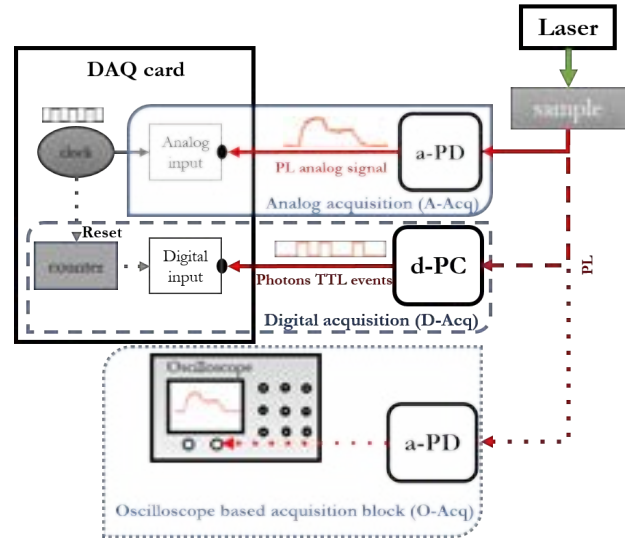 Laser
DAQ card
sample
clock
Analog
input
a-PD
PL analog signal
Analog acquisition (A-Acq)
Reset
counter
Digital
input
d-PC
Photons TTL events
PL
Digital acquisition (D-Acq)
Oscilloscope
a-PD
Oscilloscope based acquisition block (O-Acq)